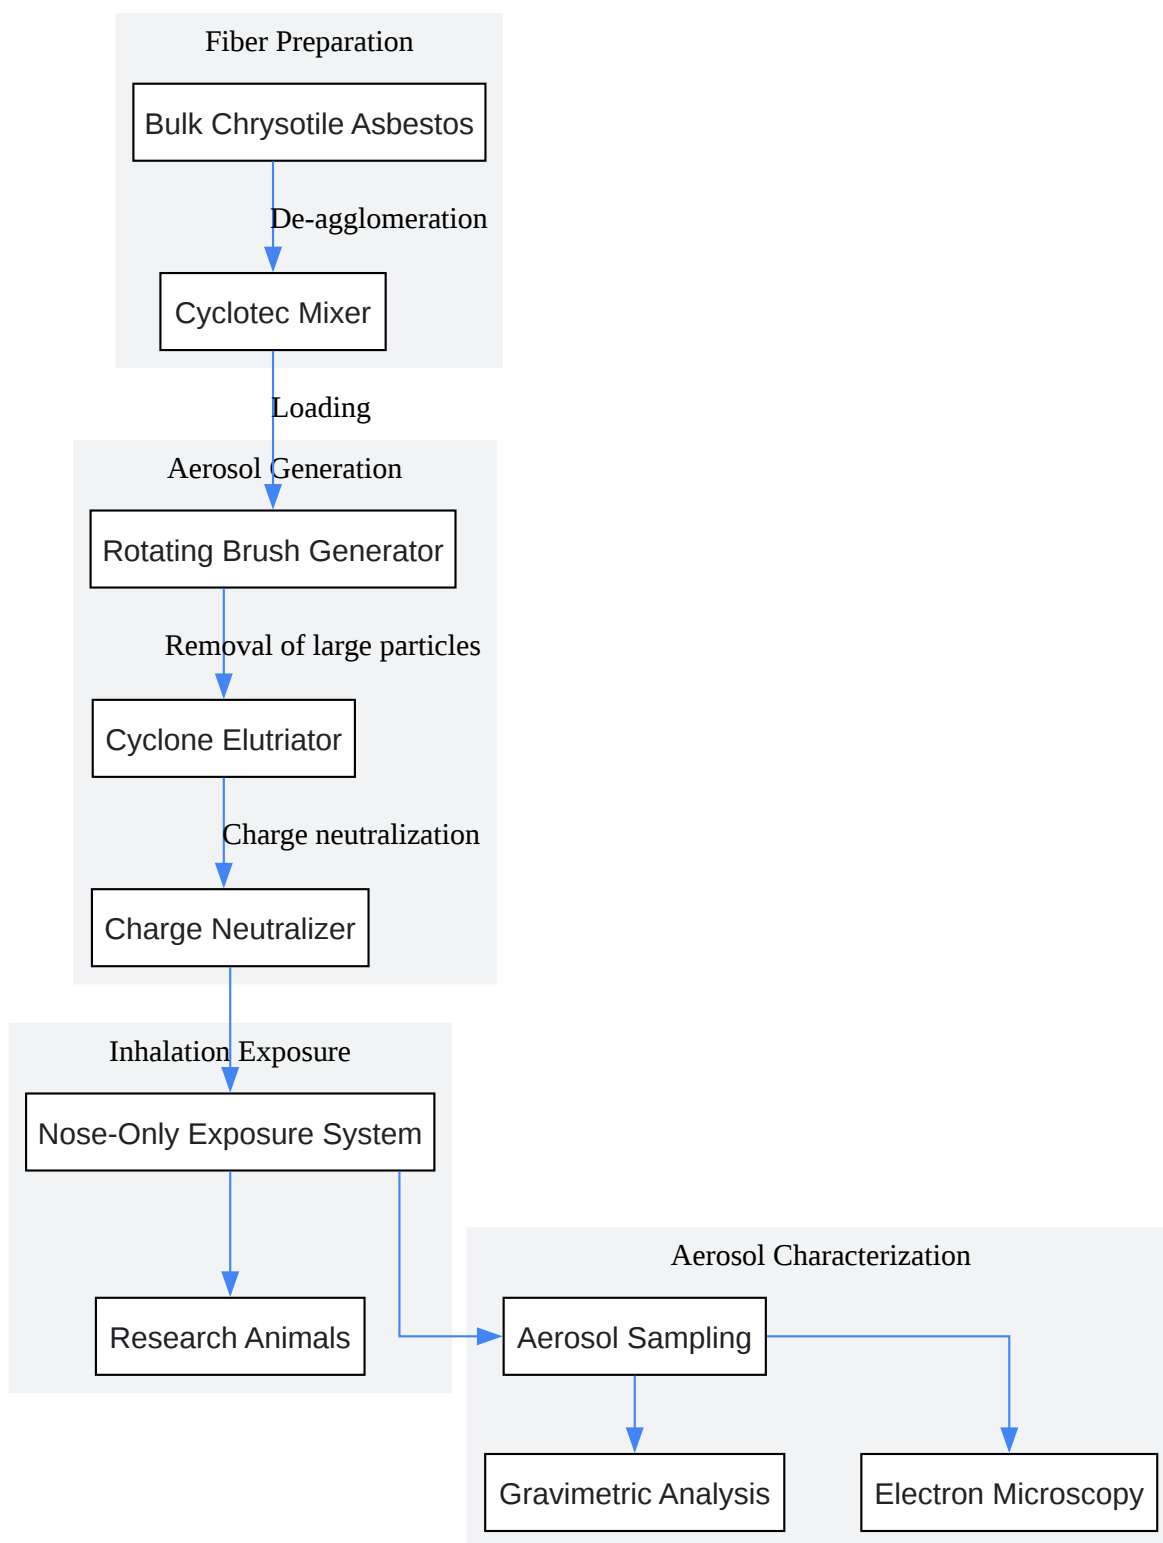 Fiber Preparation
Bulk Chrysotile Asbestos
De-agglomeration
Cyclotec Mixer
Loading
Aerosol Generation
Rotating Brush Generator
Removal of large particles
Cyclone Elutriator
Charge neutralization
Charge Neutralizer
Inhalation Exposure
Nose-Only Exposure System
Aerosol Characterization
Research Animals
Aerosol Sampling
Gravimetric Analysis
Electron Microscopy